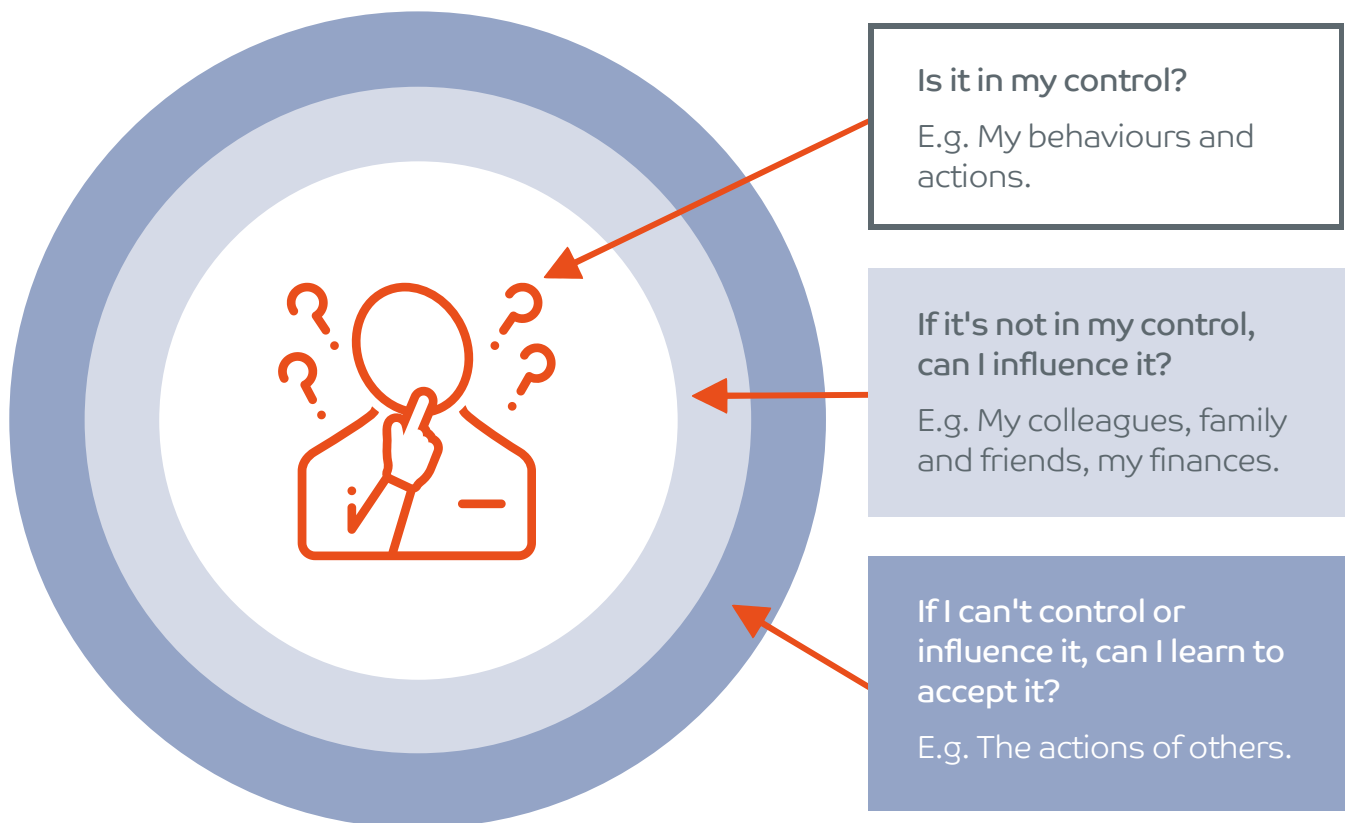 Is it in my control?
E.g. My behaviours and
actions.
If it's not in my control,
can I influence it?
E.g. My colleagues, family
and friends, my finances.
If I can't control or
influence it, can I learn to
accept it?
E.g. The actions of others.